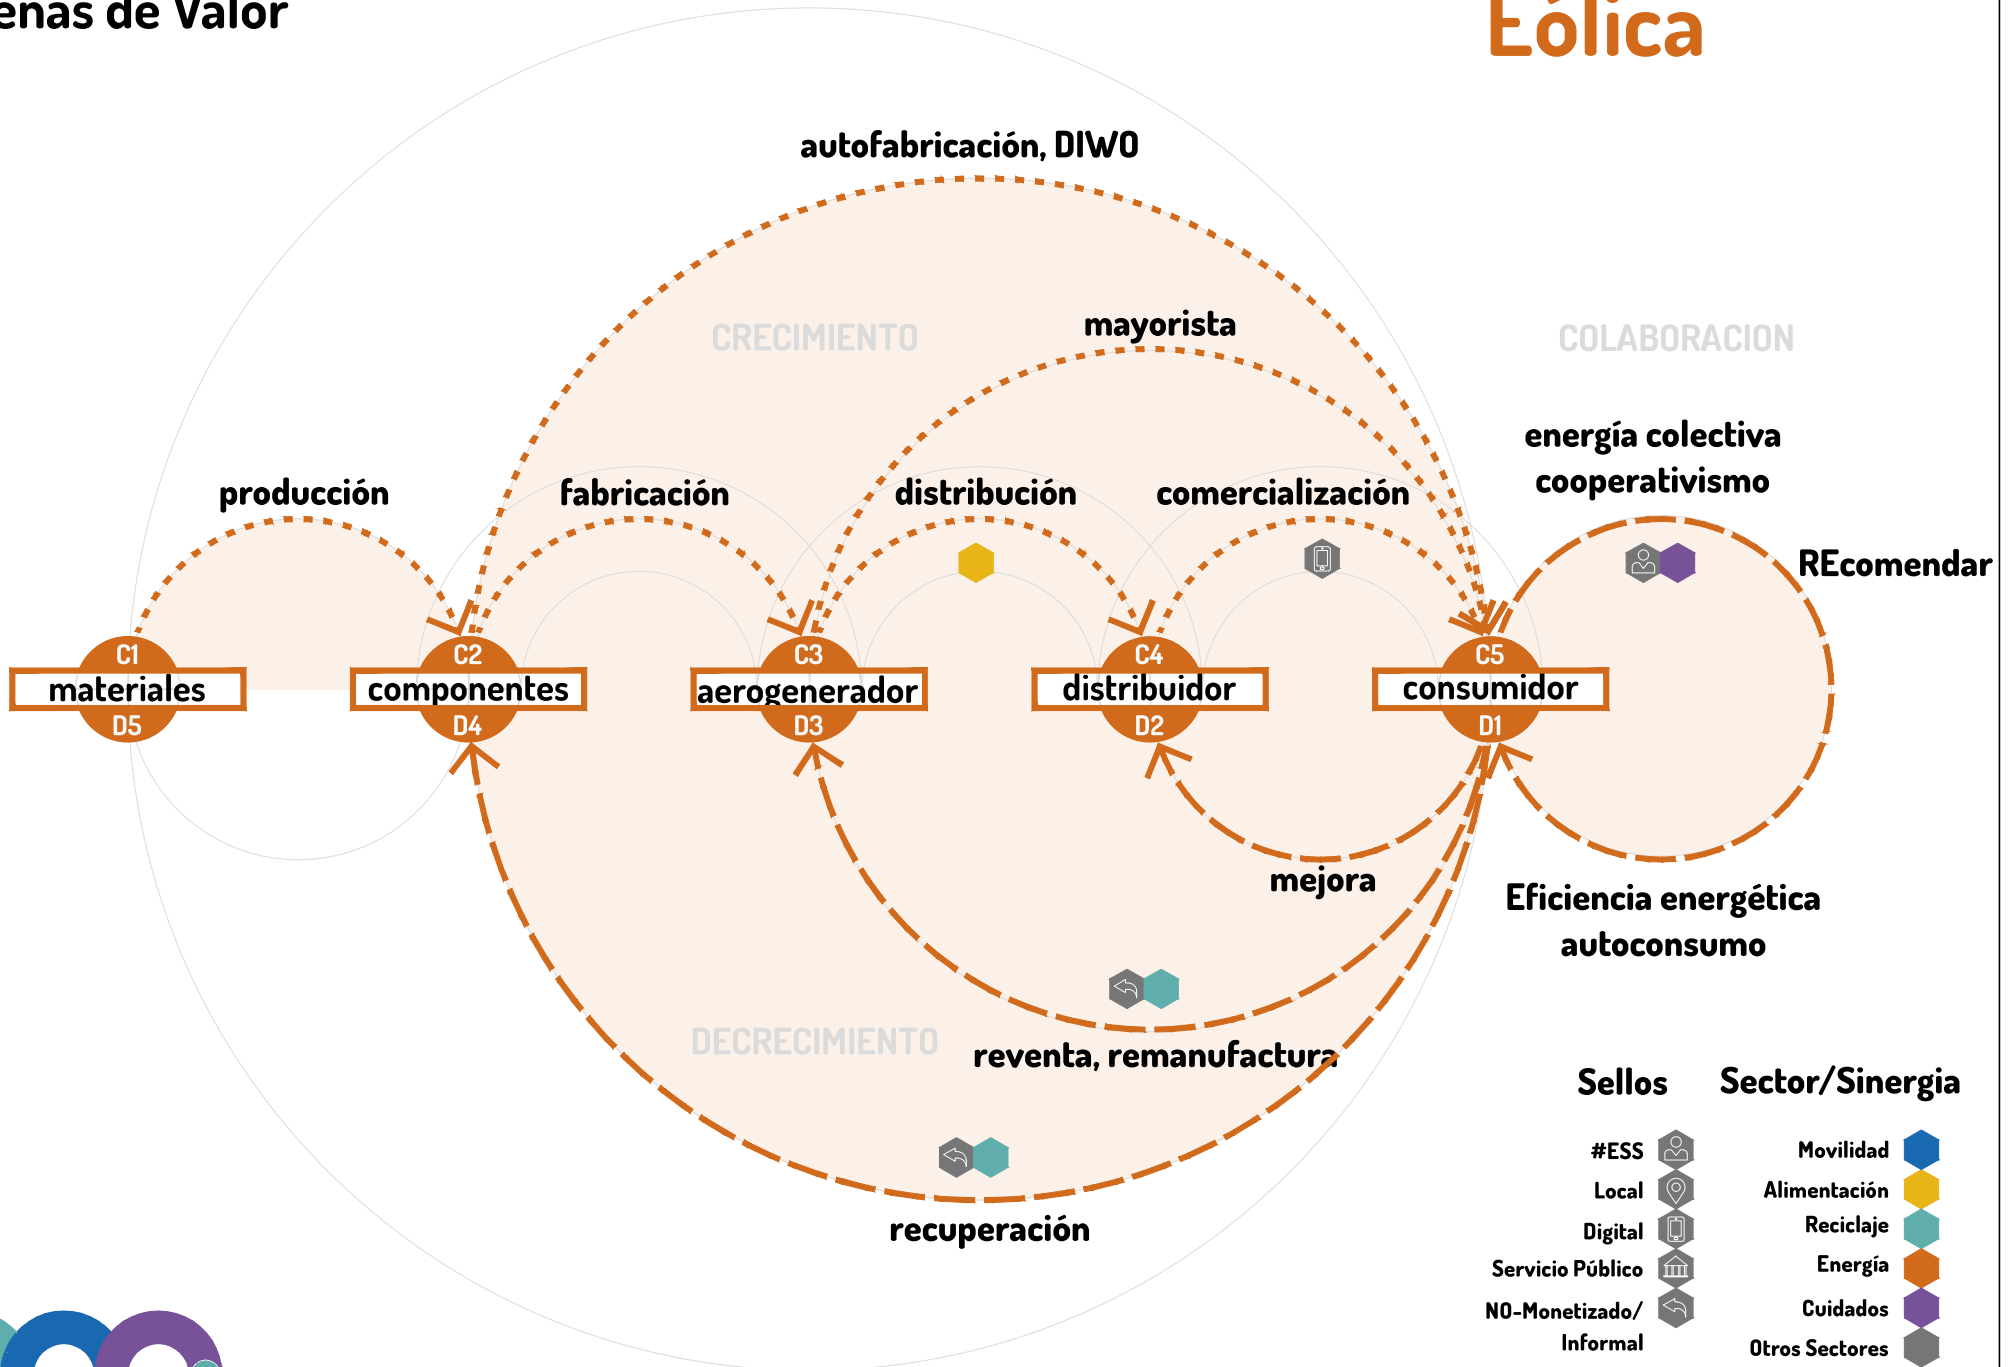 enas de Valor
Eólica
autofabricación, DIWO
mayorista
CRECIMIENTO
COLABORACION
energía colectiva
cooperativismo
producción
fabricación
distribución
comercialización
REcomendar
C1
materiales
D5
C2
componentes
D4
C3
aerogenerador
D3
C4
distribuidor
D2
C5
consumidor
D1
mejora
Eficiencia energética
autoconsumo
DECRECIMIENTO
reventa, remanufactura
recuperación
Sellos
#ESS
Local
Digital
Servicio Público
NO-Monetizado/
Informal
Sector/Sinergia
Movilidad
Alimentación
Reciclaje
Energía
Cuidados
Otros Sectores